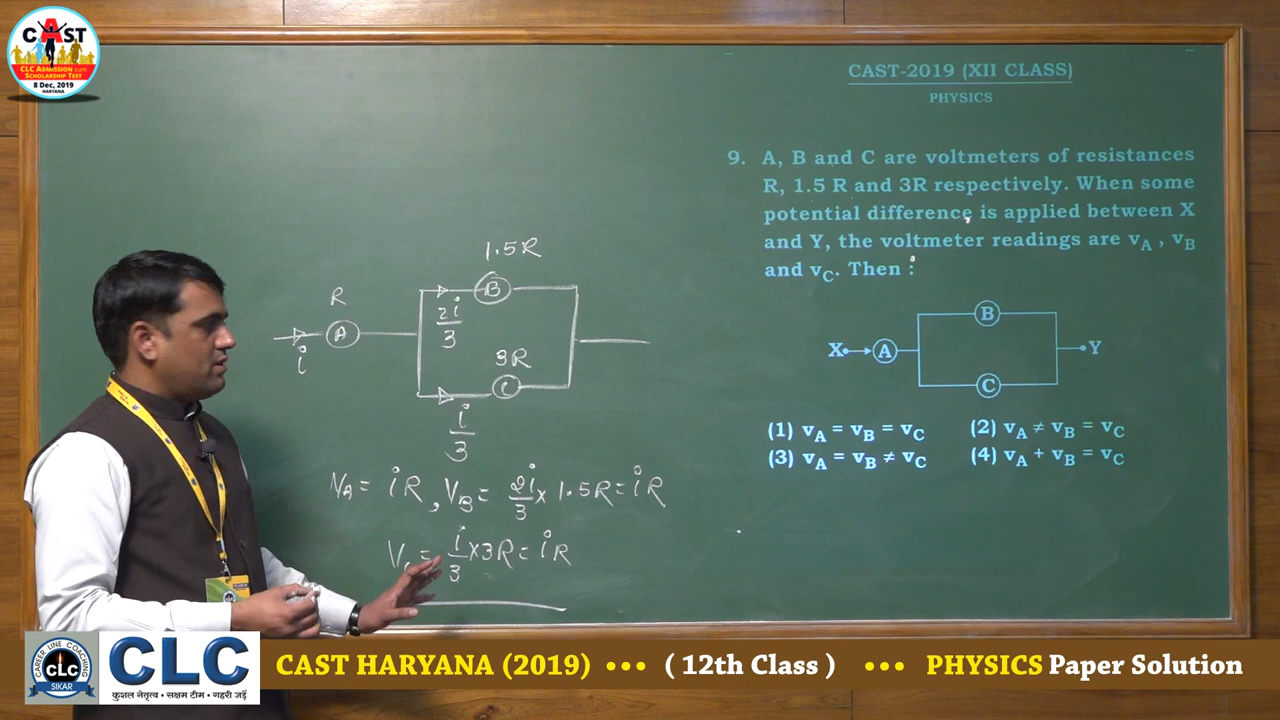 CAST
CLC ADMISSION cum
SCHOLARSHIP TEST
8 Dec, 2019
HARYANA
CAST-2019 (XII CLASS)
PHYSICS
9. A, B and C are voltmeters of resistances
R, 1.5 R and 3R respectively. When some
potential difference is applied between X
and Y, the voltmeter readings are vA , vB
and vC. Then :
X A B C Y
(1) vA = vB = vC (2) vA ≠ vB = vC
(3) vA = vB ≠ vC (4) vA + vB = vC
1.5R
R
B
2i/3
A
i
3R
C
i/3
VA = iR, VB = 2i/3 × 1.5R = iR
VC = i/3 × 3R = iR
CAREER LINE COACHING
CLC
SIKAR
CLC
कुशल नेतृत्व - सक्षम टीम - गहरी जड़ें
CAST HARYANA (2019) ••• ( 12th Class ) ••• PHYSICS Paper Solution